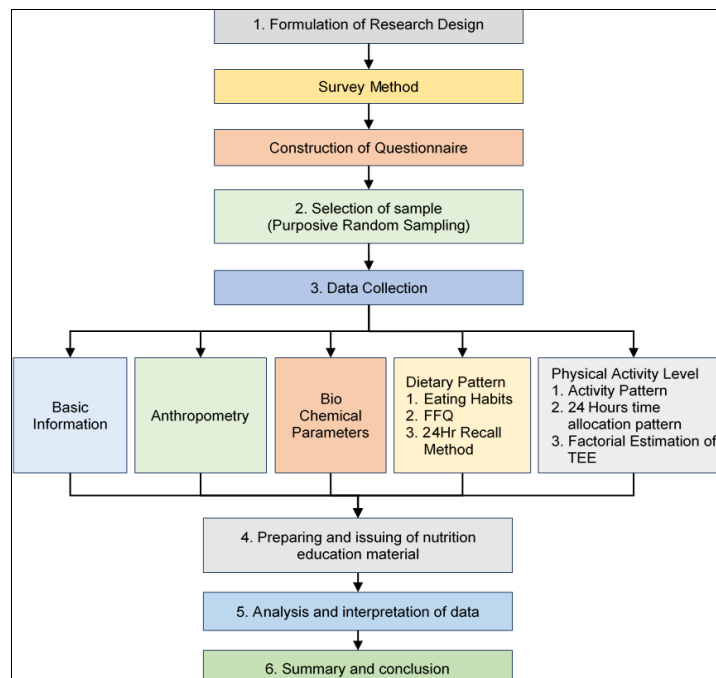 1. Formulation of Research Design
Survey Method
Construction of Questionnaire
2. Selection of sample
(Purposive Random Sampling)
3. Data Collection
Basic
Information
Anthropometry
Bio
Chemical
Parameters
Dietary Pattern
1. Eating Habits
2. FFQ
3. 24Hr Recall
Method
Physical Activity Level
1. Activity Pattern
2. 24 Hours time
allocation pattern
3. Factorial Estimation of
TEE
4. Preparing and issuing of nutrition
education material
5. Analysis and interpretation of data
6. Summary and conclusion